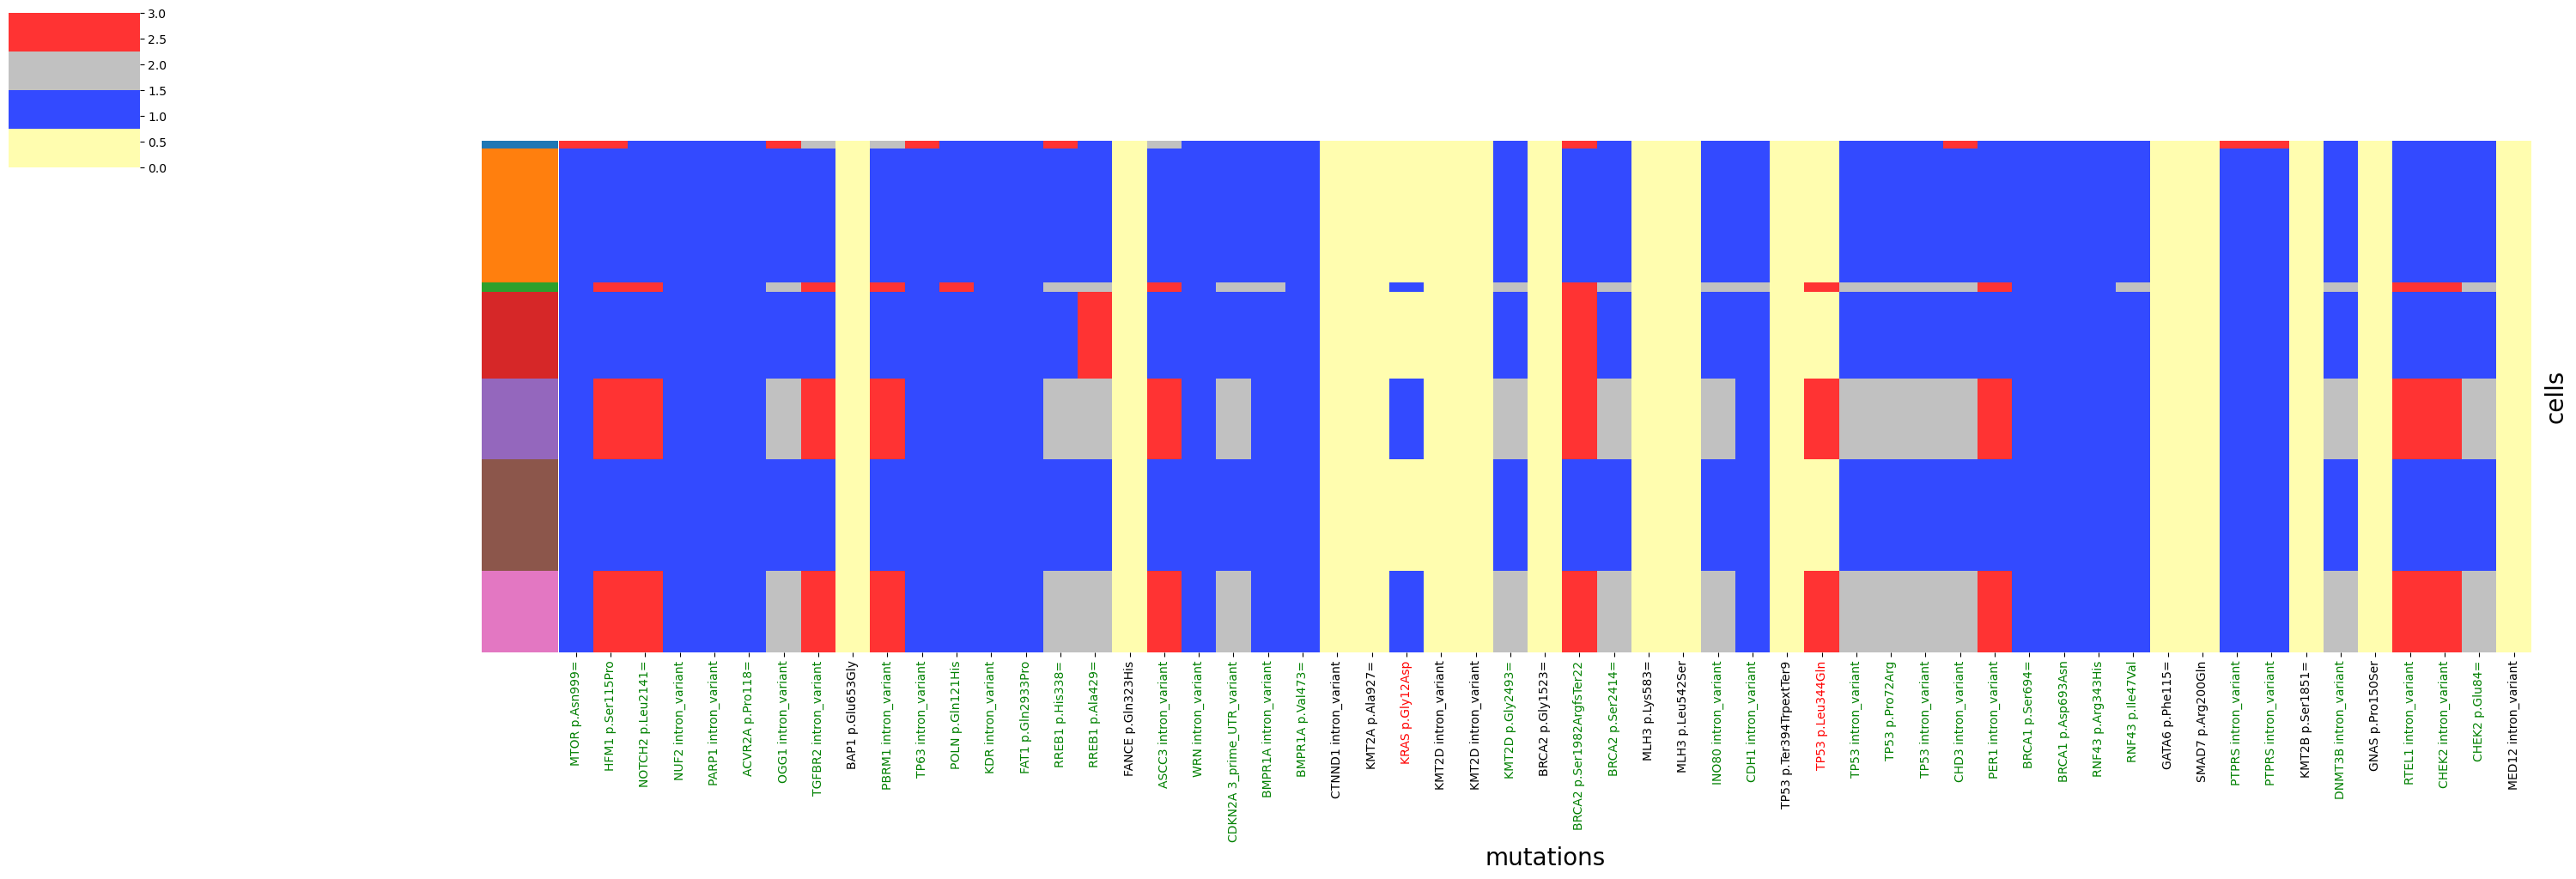 3.0
2.5
2.0
1.5
1.0
0.5
0.0
cells
MTOR p.Asn999=
HFM1 p.Ser115Pro
NOTCH2 p.Leu2141=
NUF2 intron_variant
PARP1 intron_variant
ACVR2A p.Pro118=
OGG1 intron_variant
TGFBR2 intron_variant
BAP1 p.Glu653Gly
PBRM1 intron_variant
TP63 intron_variant
POLN p.Gln121His
KDR intron_variant
FAT1 p.Gln2933Pro
RREB1 p.His338=
RREB1 p.Ala429=
FANCE p.Gln323His
ASCC3 intron_variant
WRN intron_variant
CDKN2A 3_prime_UTR_variant
BMPR1A intron_variant
BMPR1A p.Val473=
CTNND1 intron_variant
KMT2A p.Ala927=
KRAS p.Gly12Asp
KMT2D intron_variant
KMT2D intron_variant
KMT2D p.Gly2493=
BRCA2 p.Gly1523=
BRCA2 p.Ser1982ArgfsTer22
BRCA2 p.Ser2414=
MLH3 p.Lys583=
MLH3 p.Leu542Ser
INO80 intron_variant
CDH1 intron_variant
TP53 p.Ter394TrpextTer9
TP53 p.Leu344Gln
TP53 intron_variant
TP53 p.Pro72Arg
TP53 intron_variant
CHD3 intron_variant
PER1 intron_variant
BRCA1 p.Ser694=
BRCA1 p.Asp693Asn
RNF43 p.Arg343His
RNF43 p.Ile47Val
GATA6 p.Phe115=
SMAD7 p.Arg200Gln
PTPRS intron_variant
PTPRS intron_variant
KMT2B p.Ser1851=
DNMT3B intron_variant
GNAS p.Pro150Ser
RTEL1 intron_variant
CHEK2 intron_variant
CHEK2 p.Glu84=
MED12 intron_variant
mutations